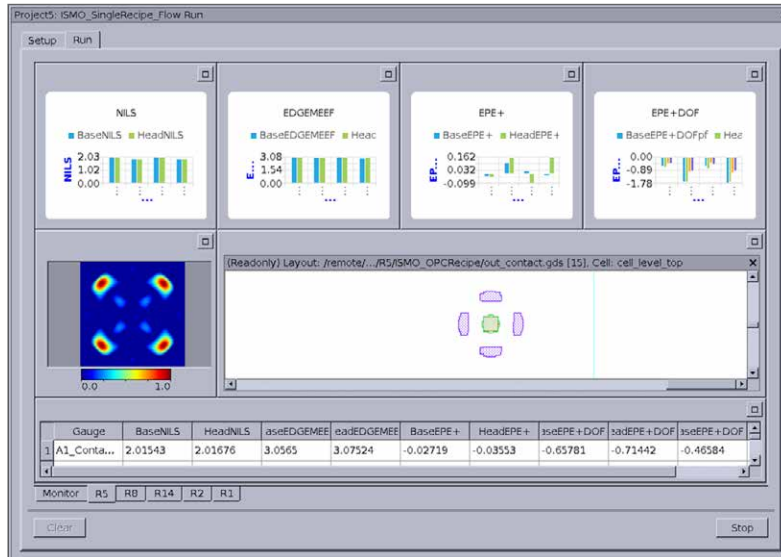 Project5: ISMO_SingleRecipe_Flow Run
Setup Run
NILS
BaseNILS HeadNILS
NILS
2.03
1.02
0.00
...
EDGEMEEF
BaseEDGEMEEF Heac
E...
3.08
1.54
0.00
...
EPE+
BaseEPE+ HeadEPE+
EP...
0.162
0.032
-0.099
...
EPE+DOF
BaseEPE+DOFpf Hea
EP...
0.00
-0.89
-1.78
...
0.0 1.0
(Readonly) Layout: /remote/.../R5/ISMO_OPCRecipe/out_contact.gds [15], Cell: cell_level_top
Gauge BaseNILS HeadNILS aseEDGEMEE eadEDGEMEE BaseEPE+ HeadEPE+ aseEPE+DOF eadEPE+DOF aseEPE+DOF
1 A1_Conta... 2.01543 2.01676 3.0565 3.07524 -0.02719 -0.03553 -0.65781 -0.71442 -0.46584
Monitor R5 R8 R14 R2 R1
Clear Stop